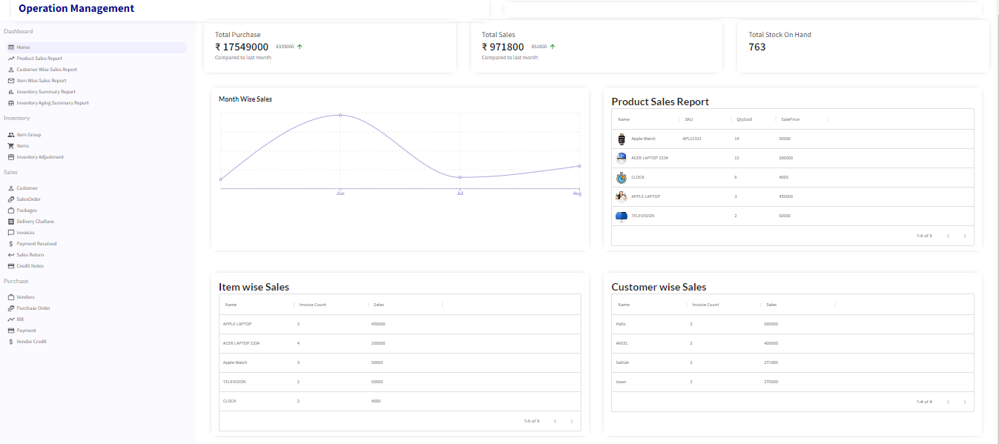 Operation Management
Dashboard
Home
Product Sales Report
Customer Wise Sales Report
Item Wise Sales Report
Inventory Summary Report
Inventory Aging Summary Report
Inventory
Item Group
Items
Inventory Adjustment
Sales
Customer
SalesOrder
Packages
Delivery Challans
Invoices
Payment Received
Sales Return
Credit Notes
Purchase
Vendors
Purchase Order
Bill
Payment
Vendor Credit
Total Purchase
₹ 17549000 8339000
Compared to last month
Total Sales
₹ 971800 851800
Compared to last month
Total Stock On Hand
763
Month Wise Sales
Jun Jul Aug
Product Sales Report
Name SKU QtySold SalePrice
Apple Watch APL21321 14 90000
ACER LAPTOP 2334 12 200000
CLOCK 6 4000
APPLE LAPTOP 3 450000
TELEVISION 2 60000
1-5 of 5
Item wise Sales
Name Invoice Count Sales
APPLE LAPTOP 3 450000
ACER LAPTOP 2334 4 200000
Apple Watch 3 90000
TELEVISION 2 60000
CLOCK 2 4000
1-5 of 5
Customer wise Sales
Name Invoice Count Sales
Hafiz 2 600000
AKEEL 2 400000
Sahlah 2 271800
Izaan 2 270000
1-4 of 4